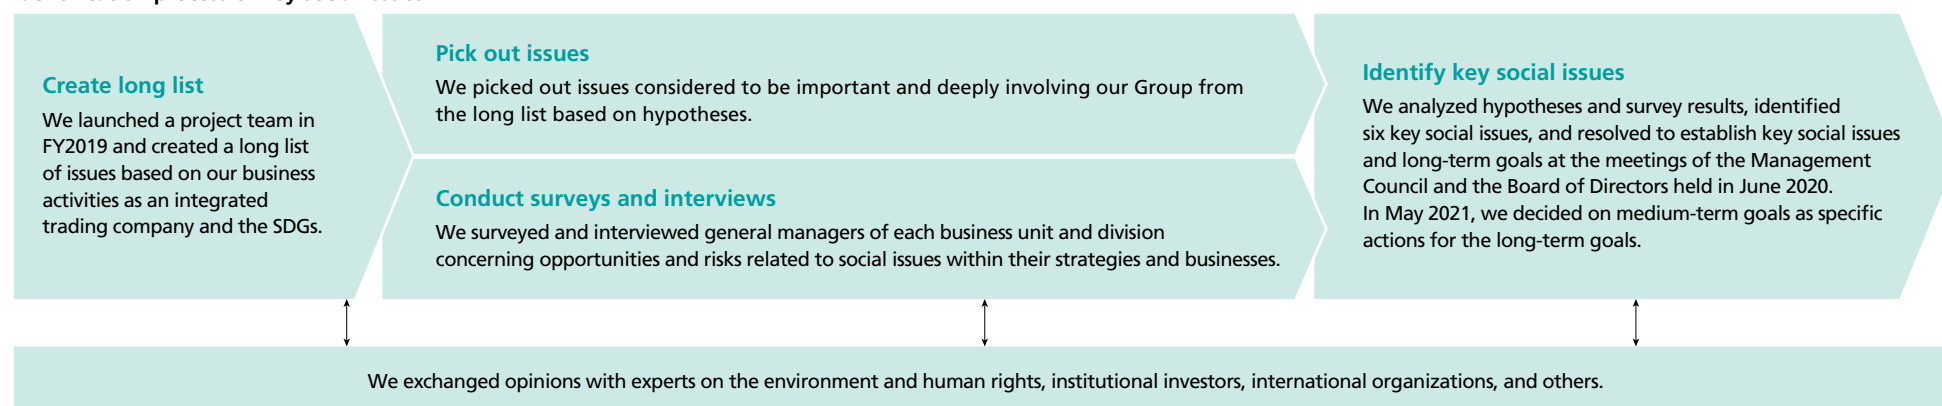 Create long list
We launched a project team in
FY2019 and created a long list
of issues based on our business
activities as an integrated
trading company and the SDGs.
Pick out issues
We picked out issues considered to be important and deeply involving our Group from
the long list based on hypotheses.
Conduct surveys and interviews
We surveyed and interviewed general managers of each business unit and division
concerning opportunities and risks related to social issues within their strategies and businesses.
Identify key social issues
We analyzed hypotheses and survey results, identified
six key social issues, and resolved to establish key social issues
and long-term goals at the meetings of the Management
Council and the Board of Directors held in June 2020.
In May 2021, we decided on medium-term goals as specific
actions for the long-term goals.
We exchanged opinions with experts on the environment and human rights, institutional investors, international organizations, and others.